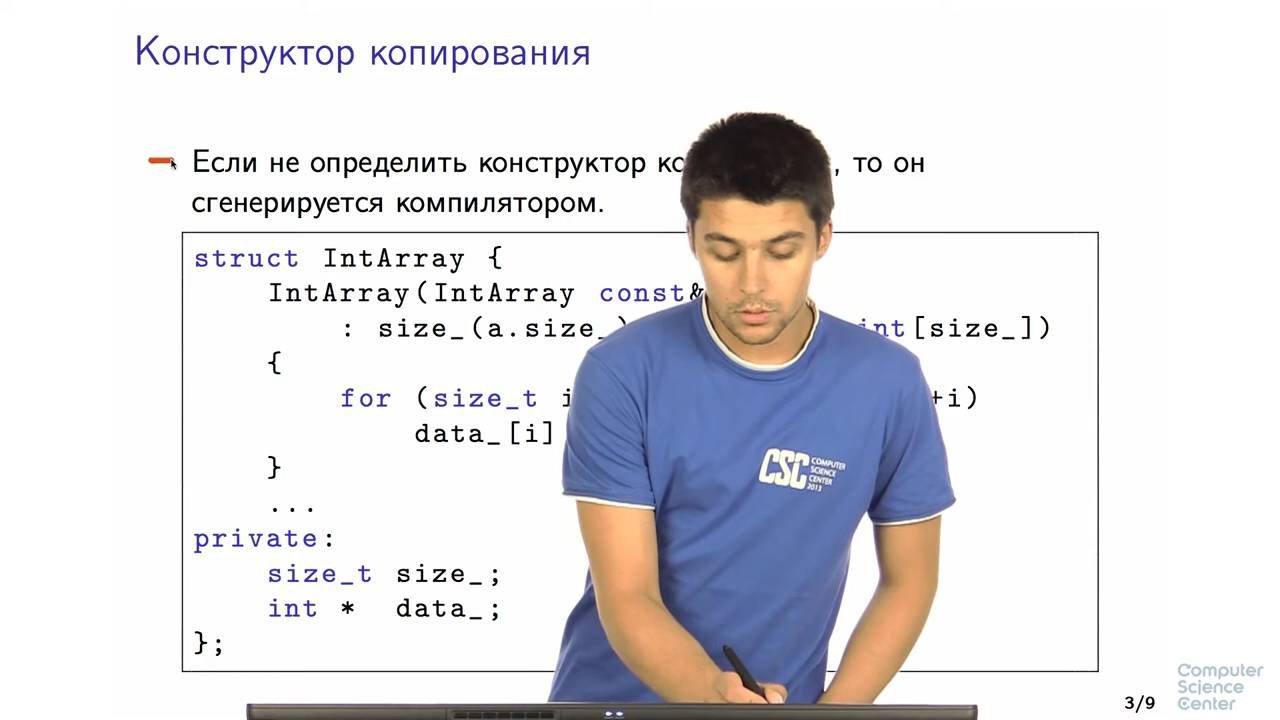 Конструктор копирования
Если не определить конструктор , то он
сгенерируется компилятором.
struct IntArray {
IntArray(IntArray const&
: size_(a.size_) int[size_])
{
for (size_t i +i)
data_[i]
}
...
private:
size_t size_;
int * data_;
};
CSC COMPUTER
SCIENCE
CENTER
2013
3/9
Computer
Science
Center